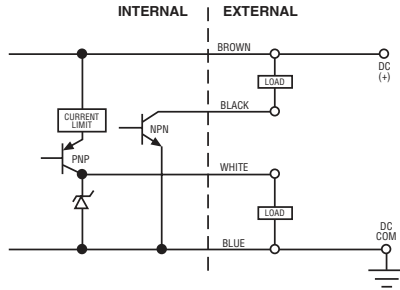 INTERNAL
EXTERNAL
BROWN
DC
(+)
LOAD
BLACK
CURRENT
LIMIT
NPN
PNP
WHITE
LOAD
DC
COM
BLUE